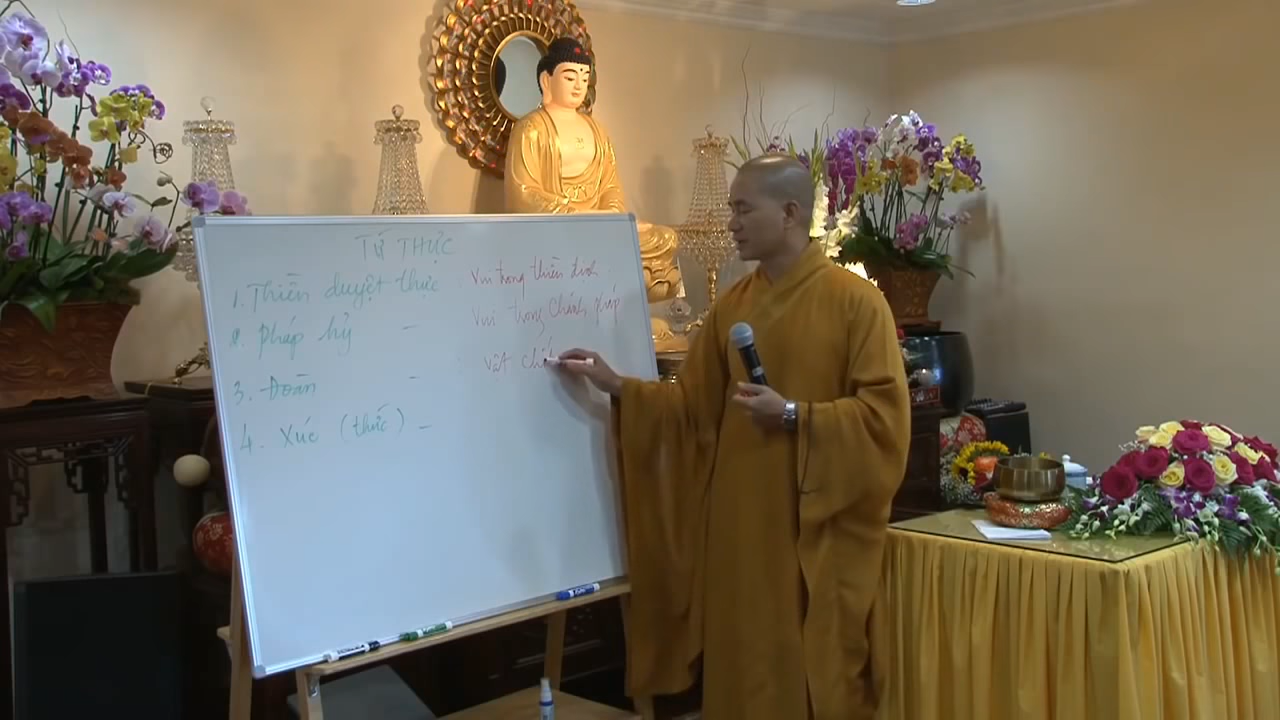 TỨ THỰC
1. Thiền duyệt thực : Vui trong thiền định.
2. Pháp hỷ – Vui trong Chánh pháp
3. Đoàn – : vật chấ
4. Xúc (thức) –